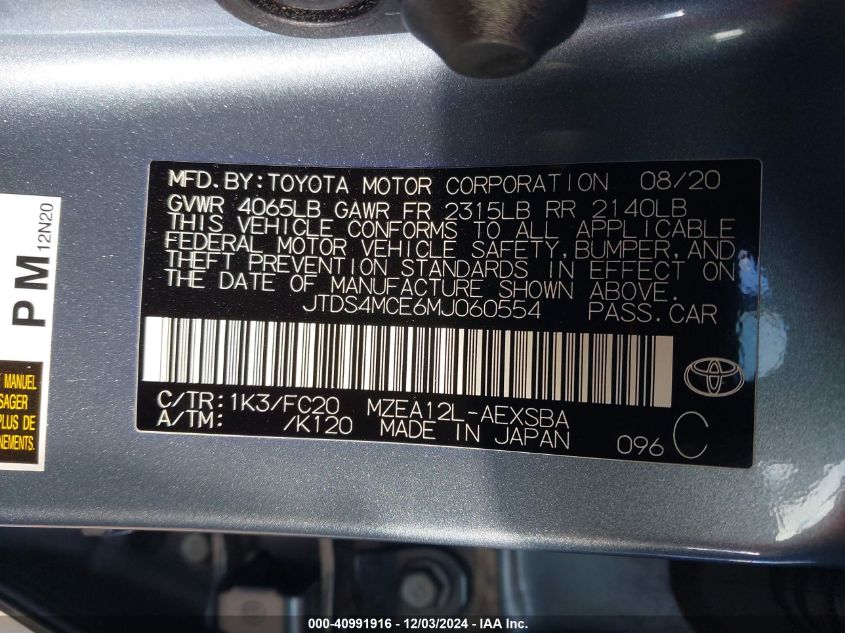 MFD.BY:TOYOTA MOTOR CORPORATION 08/20
GVWR 4065LB GAWR FR 2315LB RR 2140LB
THIS VEHICLE CONFORMS TO ALL APPLICABLE
FEDERAL MOTOR VEHICLE SAFETY, BUMPER, AND
THEFT PREVENTION STANDARDS IN EFFECT ON
THE DATE OF MANUFACTURE SHOWN ABOVE.
JTDS4MCE6MJ060554 PASS.CAR
C/TR: 1K3/FC20 MZEA12L-AEXSBA
A/TM: /K120 MADE IN JAPAN 096 C
PM 12N20
E MANUEL
SAGER
PLUS DE
NEMENTS.
000-40991916 - 12/03/2024 - IAA Inc.